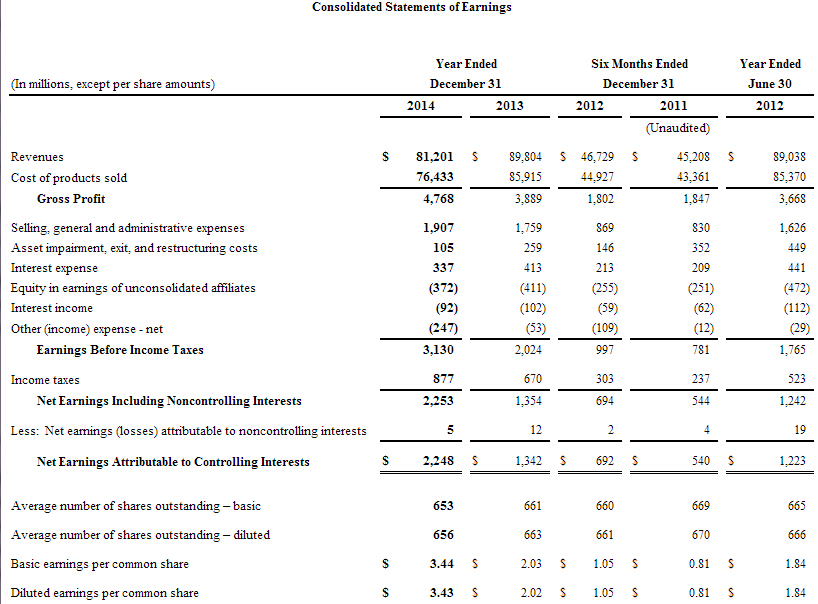 Consolidated Statements of Earnings
Year Ended Six Months Ended Year Ended
(In millions, except per share amounts) December 31 December 31 June 30
2014 2013 2012 2011 2012
(Unaudited)
Revenues $ 81,201 $ 89,804 $ 46,729 $ 45,208 $ 89,038
Cost of products sold 76,433 85,915 44,927 43,361 85,370
Gross Profit 4,768 3,889 1,802 1,847 3,668
Selling, general and administrative expenses 1,907 1,759 869 830 1,626
Asset impairment, exit, and restructuring costs 105 259 146 352 449
Interest expense 337 413 213 209 441
Equity in earnings of unconsolidated affiliates (372) (411) (255) (251) (472)
Interest income (92) (102) (59) (62) (112)
Other (income) expense - net (247) (53) (109) (12) (29)
Earnings Before Income Taxes 3,130 2,024 997 781 1,765
Income taxes 877 670 303 237 523
Net Earnings Including Noncontrolling Interests 2,253 1,354 694 544 1,242
Less: Net earnings (losses) attributable to noncontrolling interests 5 12 2 4 19
Net Earnings Attributable to Controlling Interests $ 2,248 $ 1,342 $ 692 $ 540 $ 1,223
Average number of shares outstanding – basic 653 661 660 669 665
Average number of shares outstanding – diluted 656 663 661 670 666
Basic earnings per common share $ 3.44 $ 2.03 $ 1.05 $ 0.81 $ 1.84
Diluted earnings per common share $ 3.43 $ 2.02 $ 1.05 $ 0.81 $ 1.84